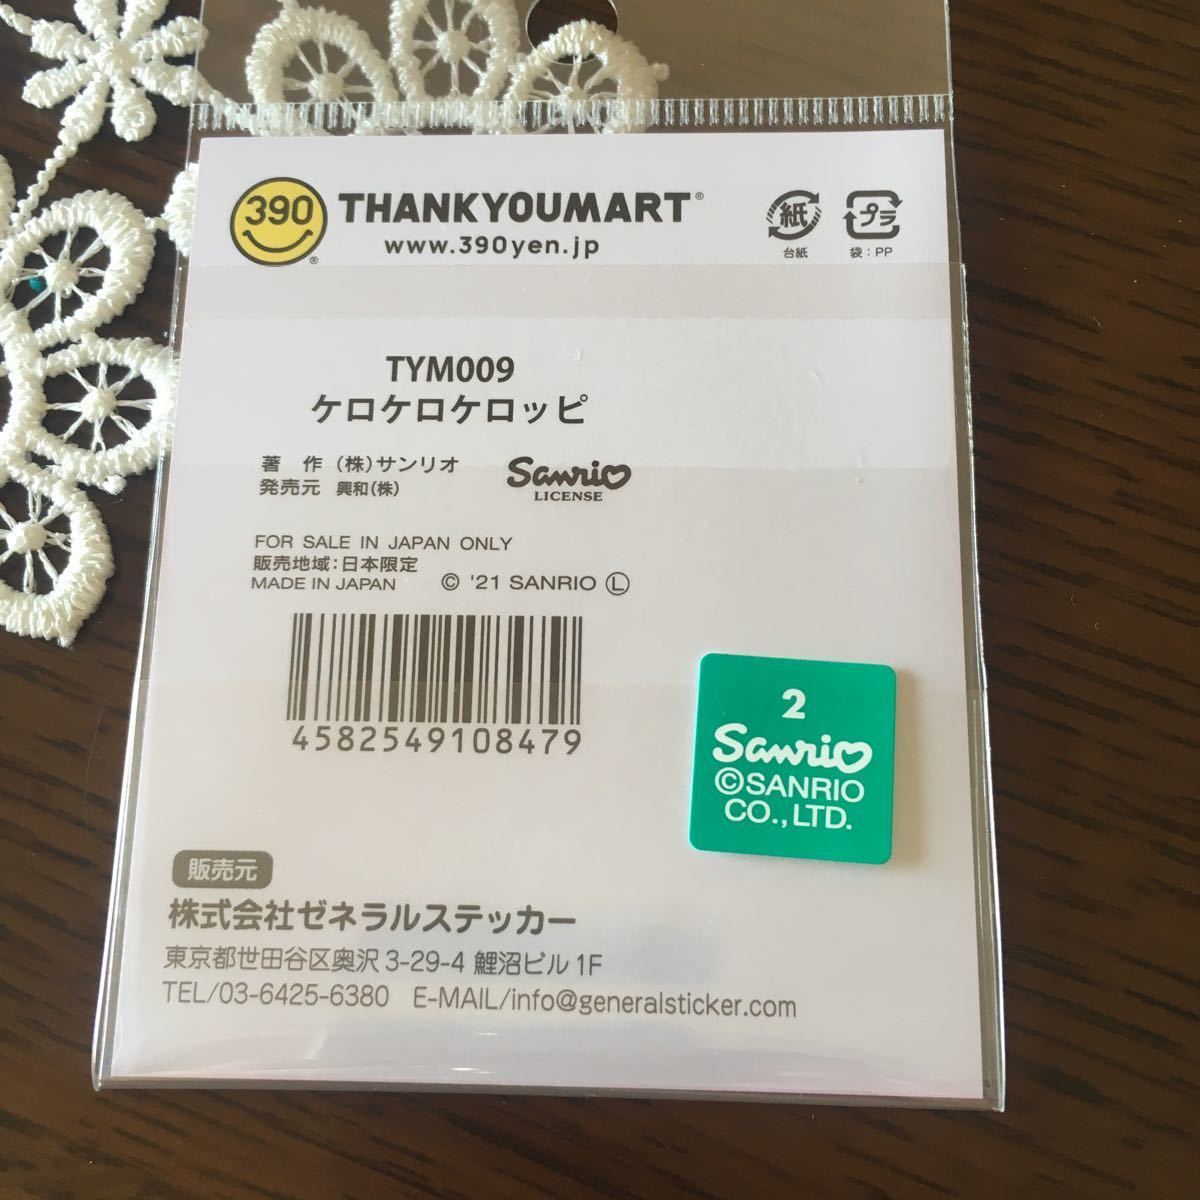 390 THANKYOUMART®
®
www.390yen.jp
紙 プラ
台紙 袋:PP
TYM009
ケロケロケロッピ
著 作 (株)サンリオ
発売元 興和(株)
Sanrio
LICENSE
FOR SALE IN JAPAN ONLY
販売地域:日本限定
MADE IN JAPAN © '21 SANRIO Ⓛ
4582549108479
2
Sanrio
©SANRIO
CO.,LTD.
販売元
株式会社ゼネラルステッカー
東京都世田谷区奥沢3-29-4 鯉沼ビル1F
TEL/03-6425-6380 E-MAIL/info@generalsticker.com